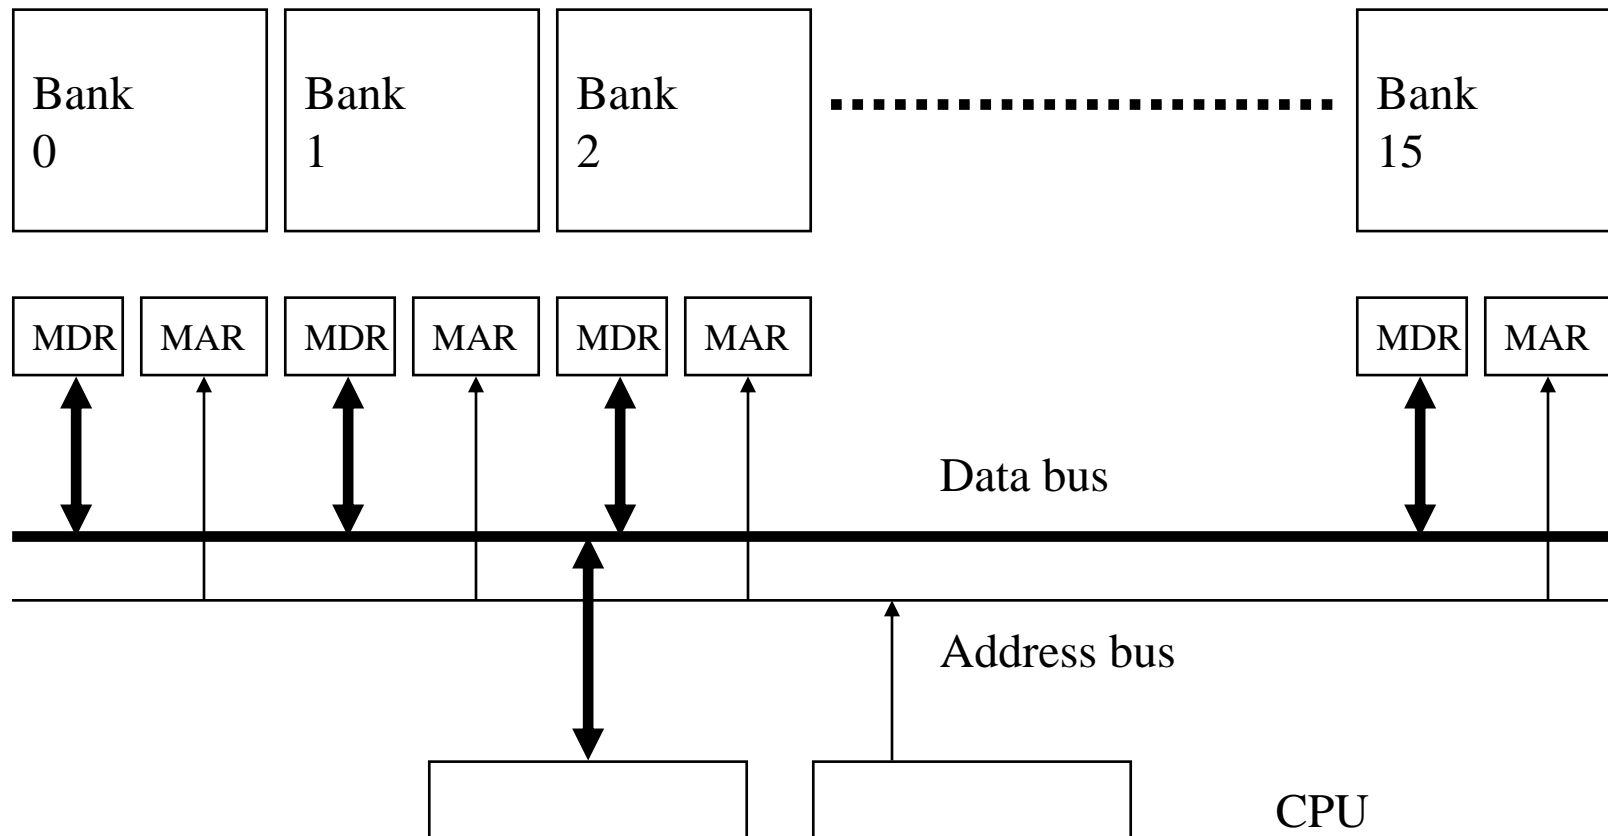 Bank
0
Bank
1
Bank
2
Bank
15
MDR
MAR
MDR
MAR
MDR
MAR
MDR
MAR
Data bus
Address bus
CPU